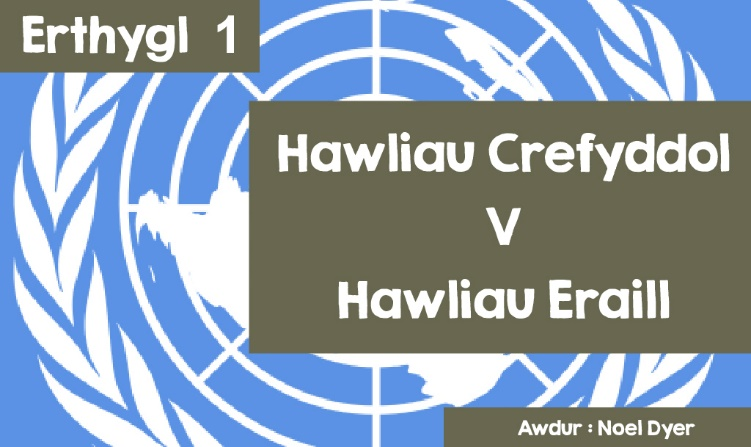 Erthygl 1
Hawliau Crefyddol
V
Hawliau Eraill
Awdur : Noel Dyer